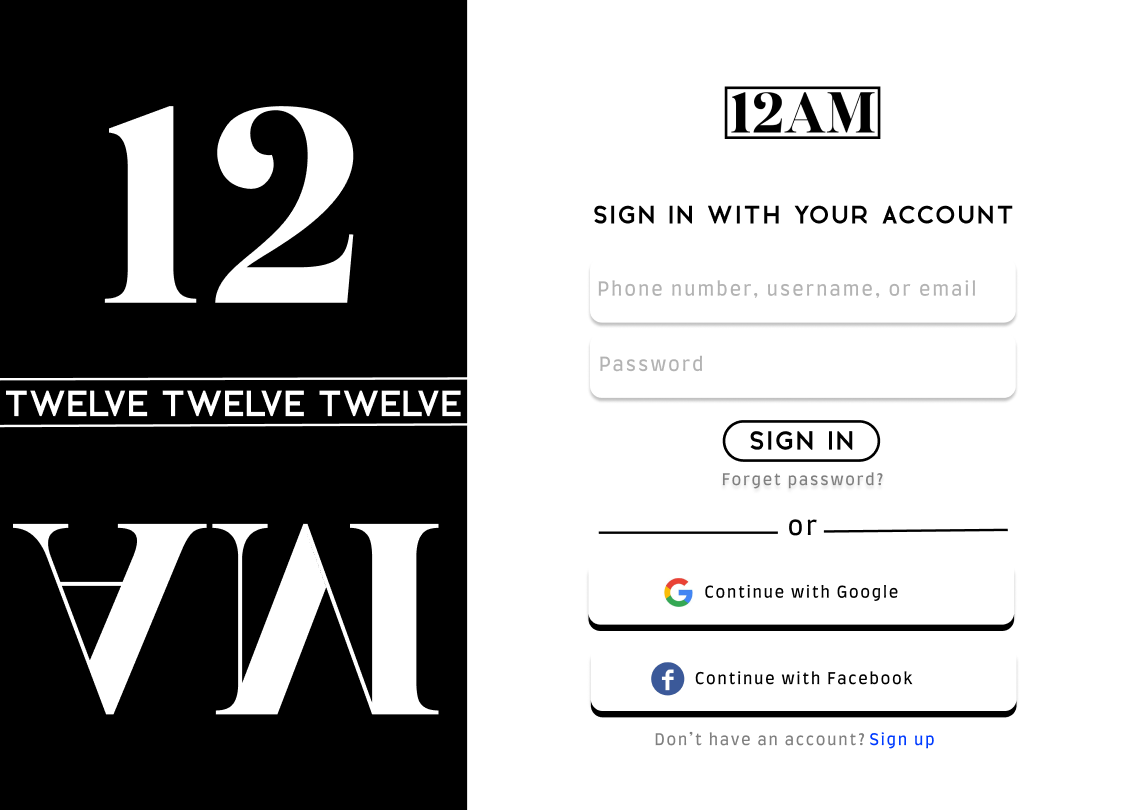 12
TWELVE TWELVE TWELVE
AM
12AM
SIGN IN WITH YOUR ACCOUNT
Phone number, username, or email
Password
SIGN IN
Forget password?
or
Continue with Google
Continue with Facebook
Don't have an account? Sign up